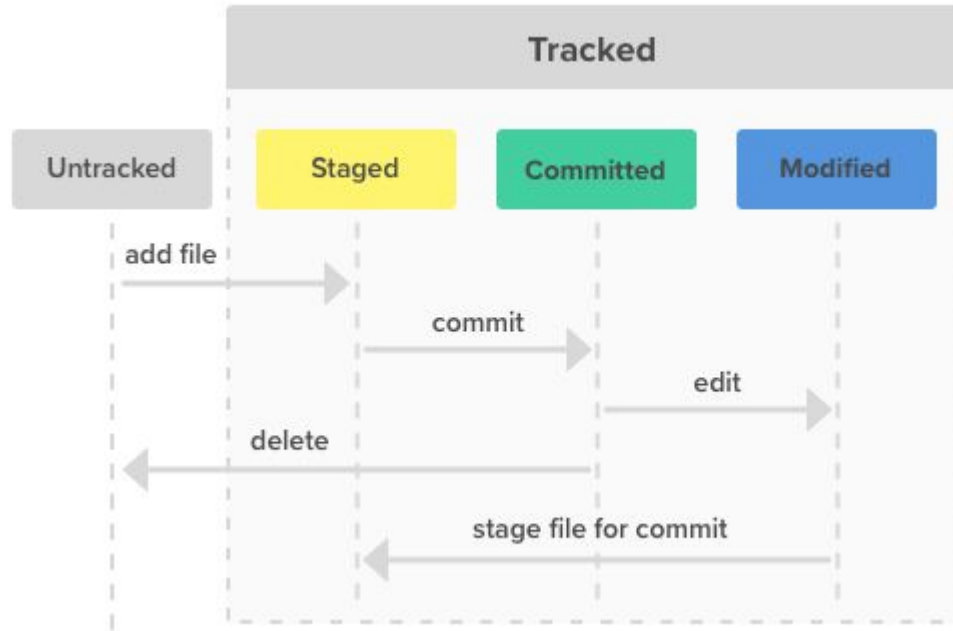 Tracked
Untracked
Staged
Committed
Modified
add file
commit
edit
delete
stage file for commit